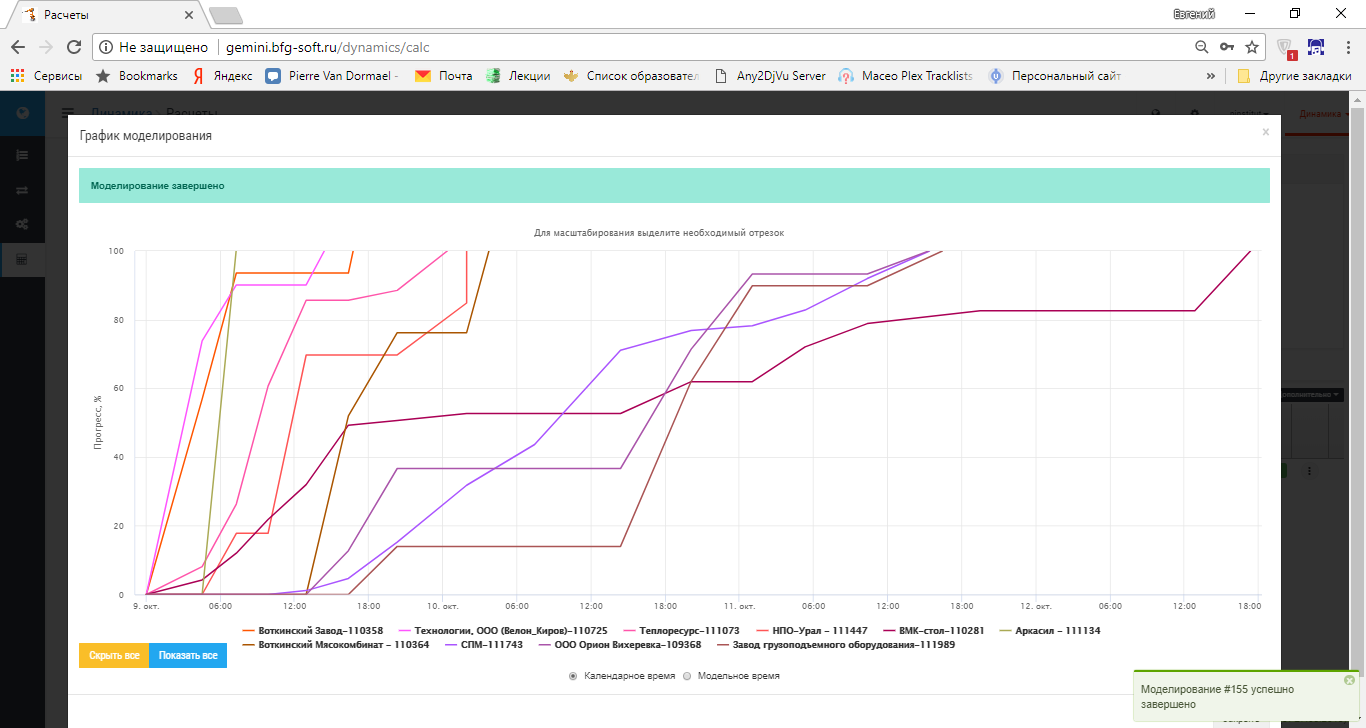 Расчеты
Евгений
Не защищено | gemini.bfg-soft.ru/dynamics/calc
Сервисы Bookmarks Яндекс Pierre Van Dormael - Почта Лекции Список образовател Any2DjVu Server Maceo Plex Tracklists Персональный сайт » Другие закладки
1
Динамика > Расчеты
Динамика
График моделирования
×
Моделирование завершено
Для масштабирования выделите необходимый отрезок
Прогресс, %
100
80
60
40
20
0
9. окт. 06:00 12:00 18:00 10. окт. 06:00 12:00 18:00 11. окт. 06:00 12:00 18:00 12. окт. 06:00 12:00 18:00
Воткинский Завод-110358 Технологии, ООО (Велон_Киров)-110725 Теплоресурс-111073 НПО-Урал - 111447 ВМК-стол-110281 Аркасил - 111134
Воткинский Мясокомбинат - 110364 СПМ-111743 ООО Орион Вихеревка-109368 Завод грузоподъемного оборудования-111989
Скрыть все Показать все
Календарное время Модельное время
Моделирование #155 успешно
завершено